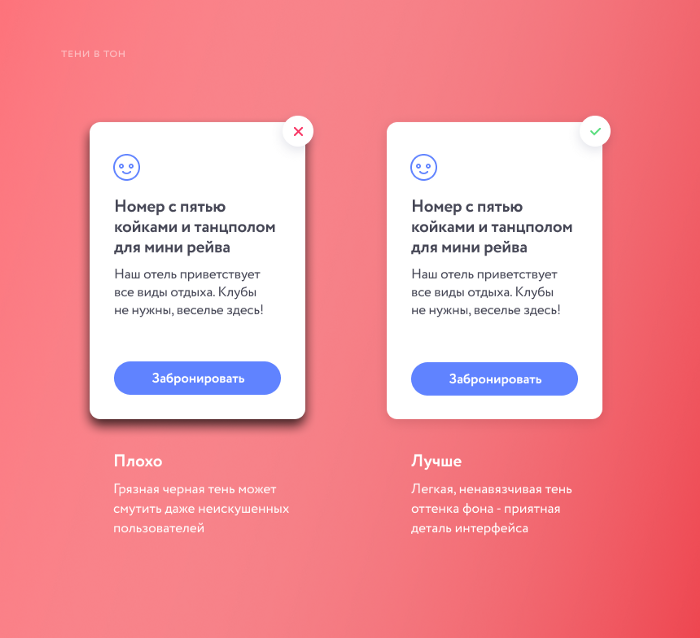 ТЕНИ В ТОН
Номер с пятью
койками и танцполом
для мини рейва
Наш отель приветствует
все виды отдыха. Клубы
не нужны, веселье здесь!
Забронировать
Плохо
Грязная черная тень может
смутить даже неискушенных
пользователей
Номер с пятью
койками и танцполом
для мини рейва
Наш отель приветствует
все виды отдыха. Клубы
не нужны, веселье здесь!
Забронировать
Лучше
Легкая, ненавязчивая тень
оттенка фона - приятная
деталь интерфейса